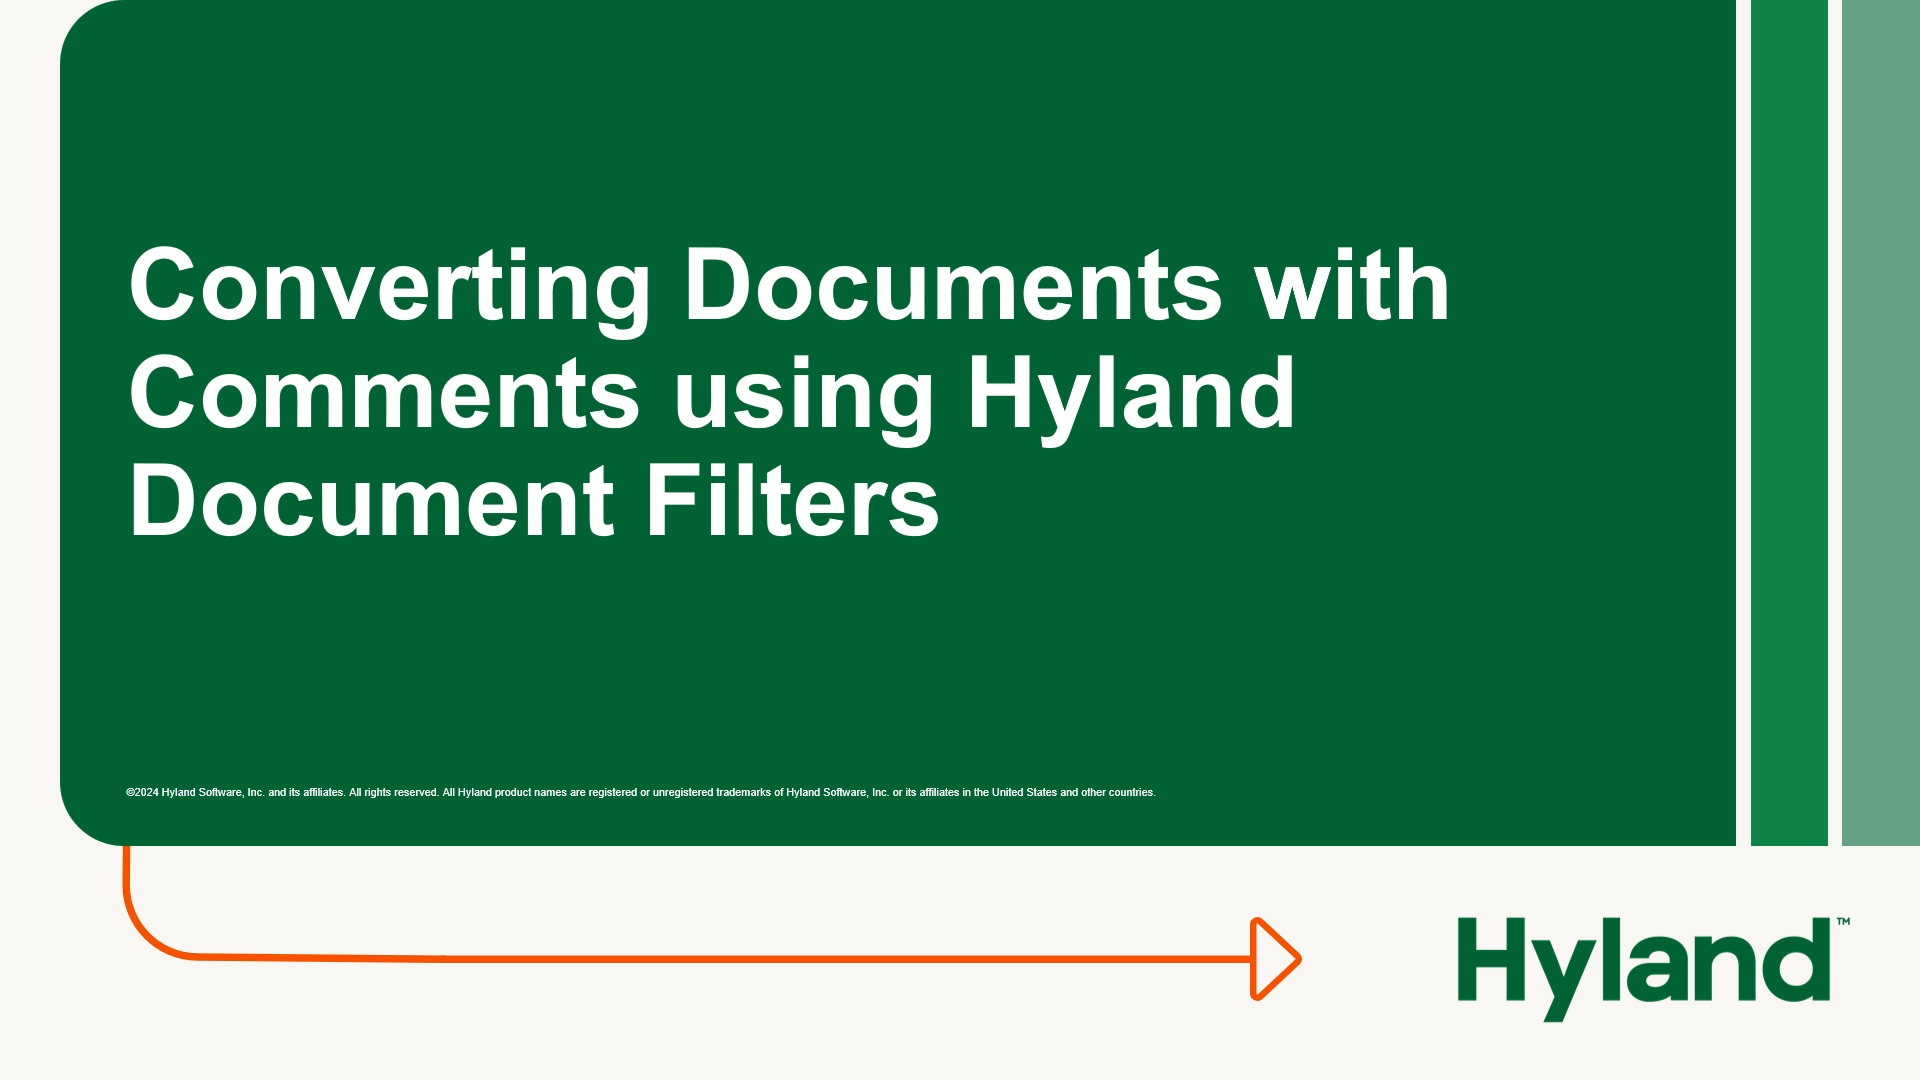 Converting Documents with
Comments using Hyland
Document Filters
©2024 Hyland Software, Inc. and its affiliates. All rights reserved. All Hyland product names are registered or unregistered trademarks of Hyland Software, Inc. or its affiliates in the United States and other countries.
Hyland™